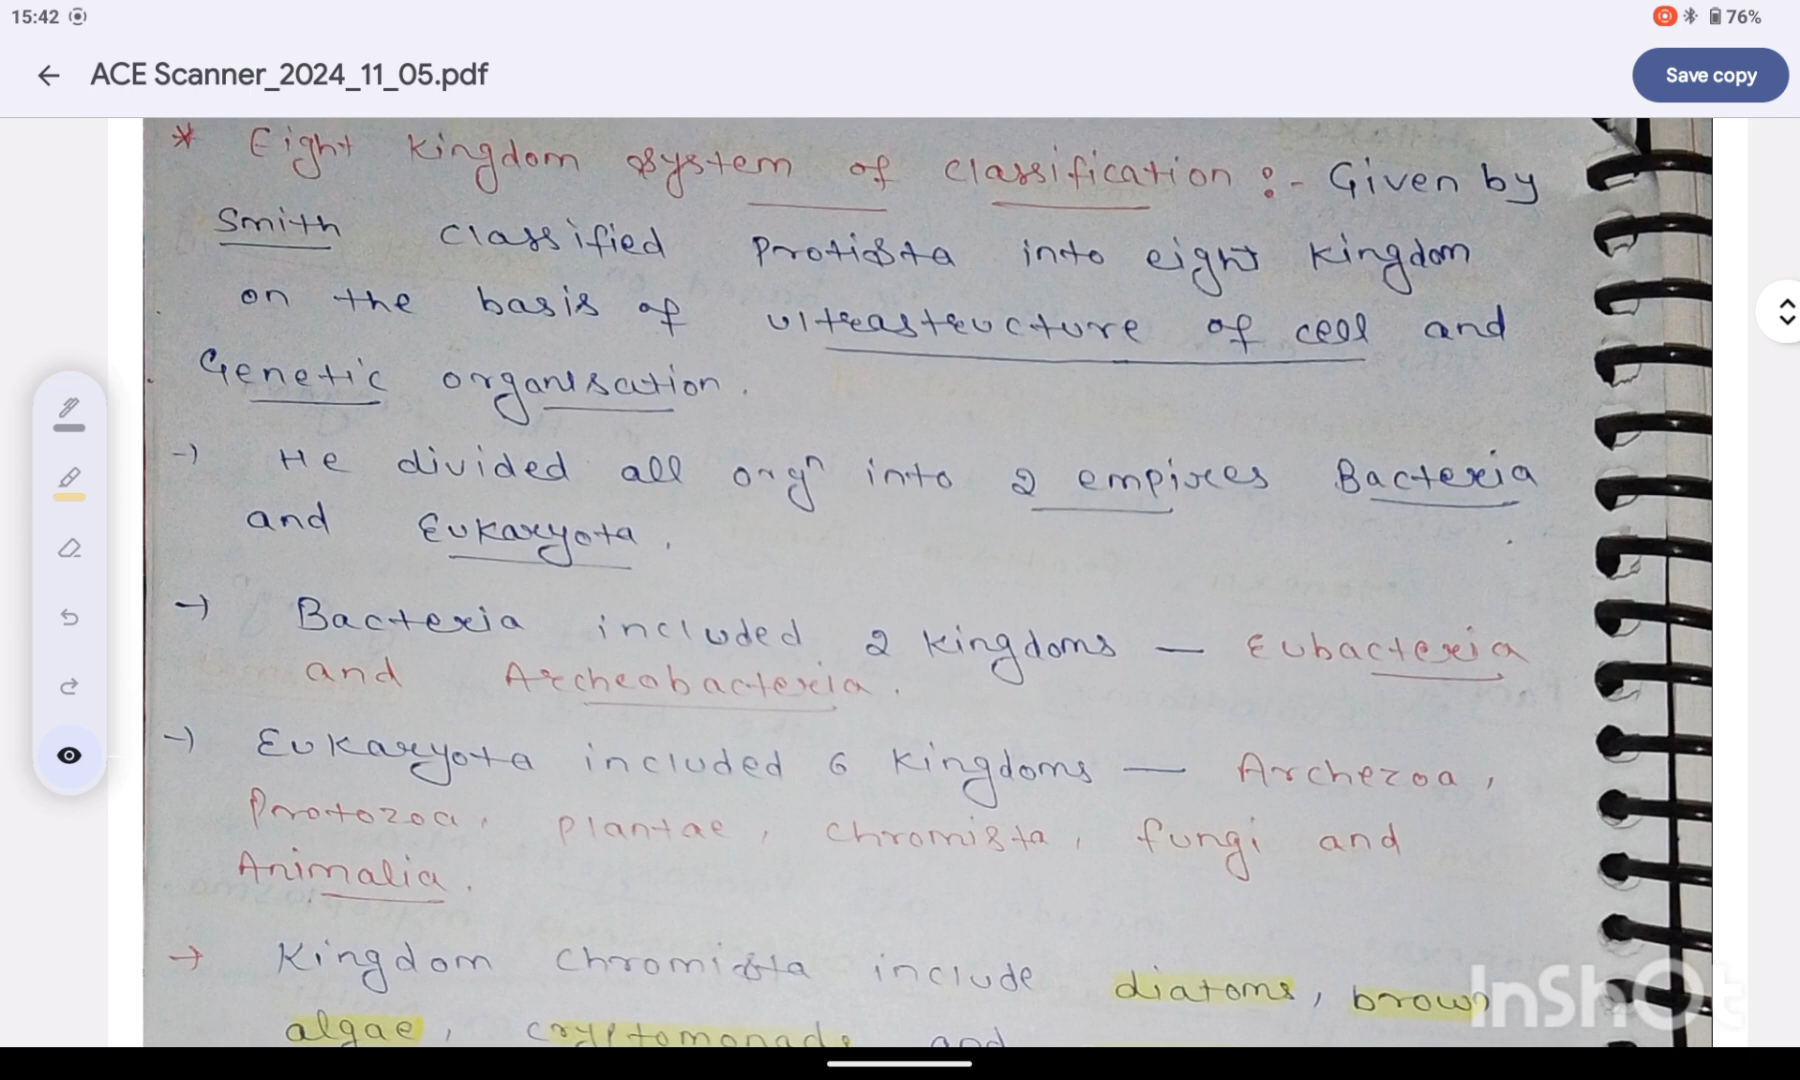 15:42
76%
ACE Scanner_2024_11_05.pdf
Save copy
* Eight Kingdom system of classification :- Given by
Smith classified Protista into eight kingdom
on the basis of ultrastructure of cell and
Genetic organisation.
→ He divided all orgⁿ into 2 empires Bacteria
and Eukaryota.
→ Bacteria included 2 kingdoms — Eubacteria
and Archeobacteria.
→ Eukaryota included 6 kingdoms — Archezoa,
Protozoa, Plantae, chromista, fungi and
Animalia.
→ Kingdom chromista include diatoms, brown
algae, cryptomonads and
InShOt